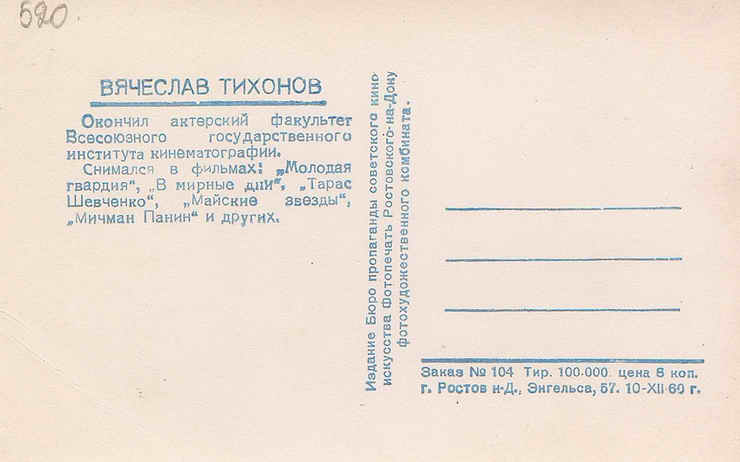 520.
ВЯЧЕСЛАВ ТИХОНОВ
Окончил актерский факультет
Всесоюзного государственного
института кинематографии.
Снимался в фильмах: „Молодая
гвардия", „В мирные дни", „Тарас
Шевченко", „Майские звезды",
„Мичман Панин" и других.
Издание Бюро пропаганды советского кино-
искусства Фотопечать Ростовского-на-Дону
фотохудожественного комбината.
Заказ № 104 Тир. 100.000 цена 8 коп.
г. Ростов н-Д., Энгельса, 57. 10-XII-60 г.